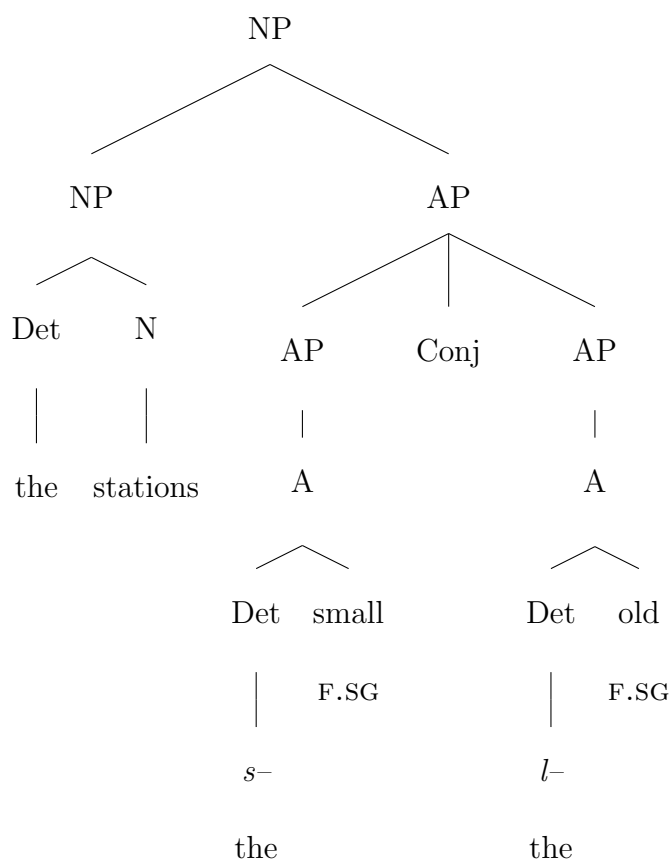 NP
NP AP
Det N AP Conj AP
the stations A A
Det small Det old
F.SG F.SG
s– l–
the the